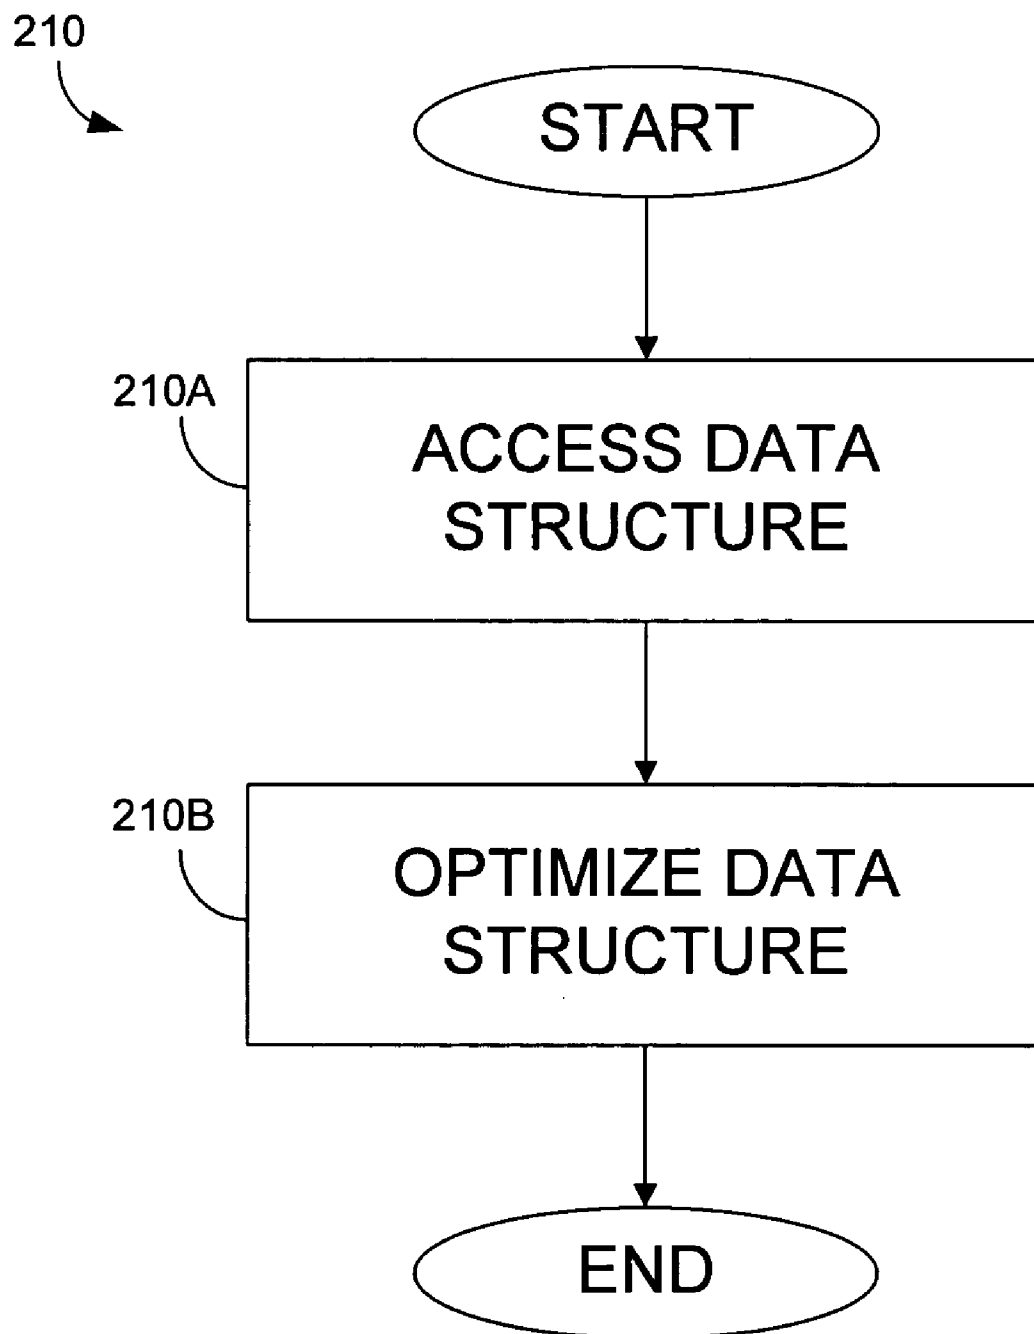 210
START
210A
ACCESS DATA
STRUCTURE
210B
OPTIMIZE DATA
STRUCTURE
END